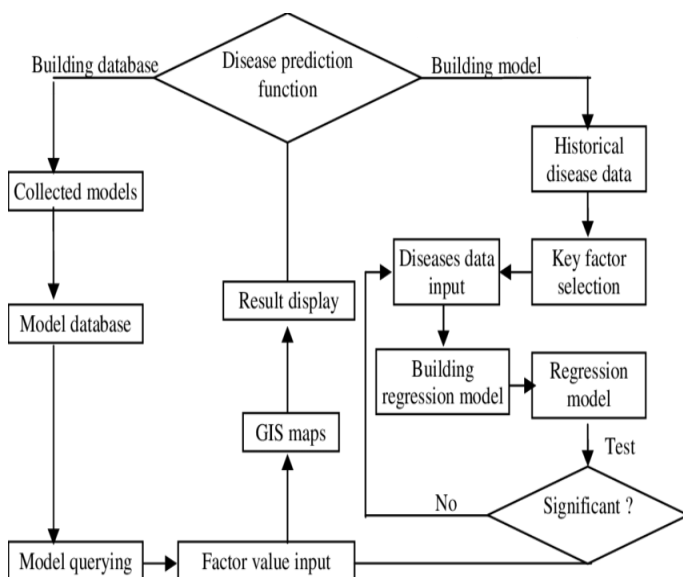 Disease prediction
function
Building database
Building model
Historical
disease data
Collected models
Diseases data
input
Key factor
selection
Result display
Model database
Building
regression model
Regression
model
GIS maps
Test
No
Significant ?
Model querying
Factor value input